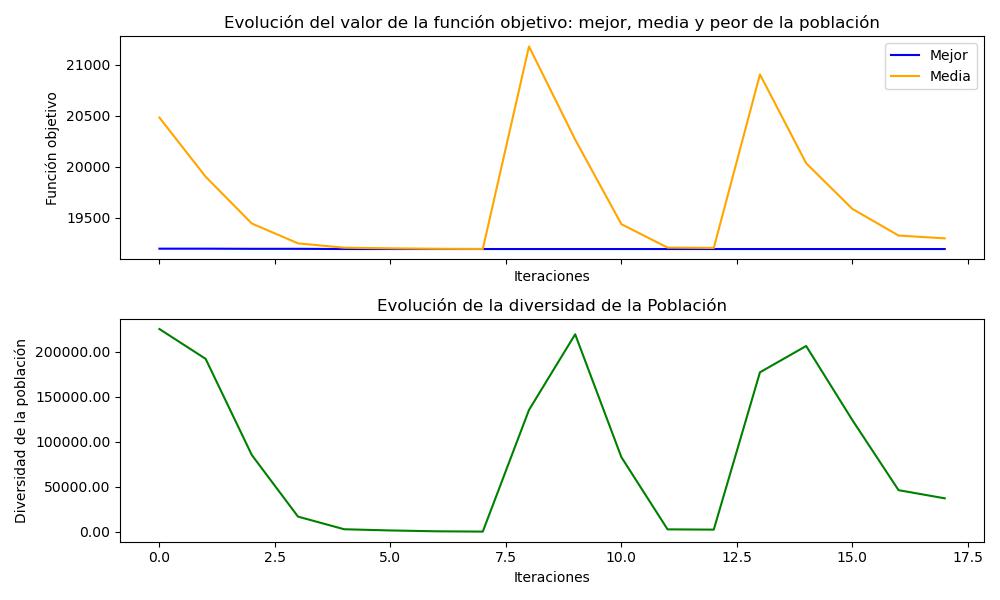 Evolución del valor de la función objetivo: mejor, media y peor de la población
Función objetivo
21000
20500
20000
19500
Mejor
Media
Iteraciones
Evolución de la diversidad de la Población
Diversidad de la población
200000.00
150000.00
100000.00
50000.00
0.00
0.0 2.5 5.0 7.5 10.0 12.5 15.0 17.5
Iteraciones